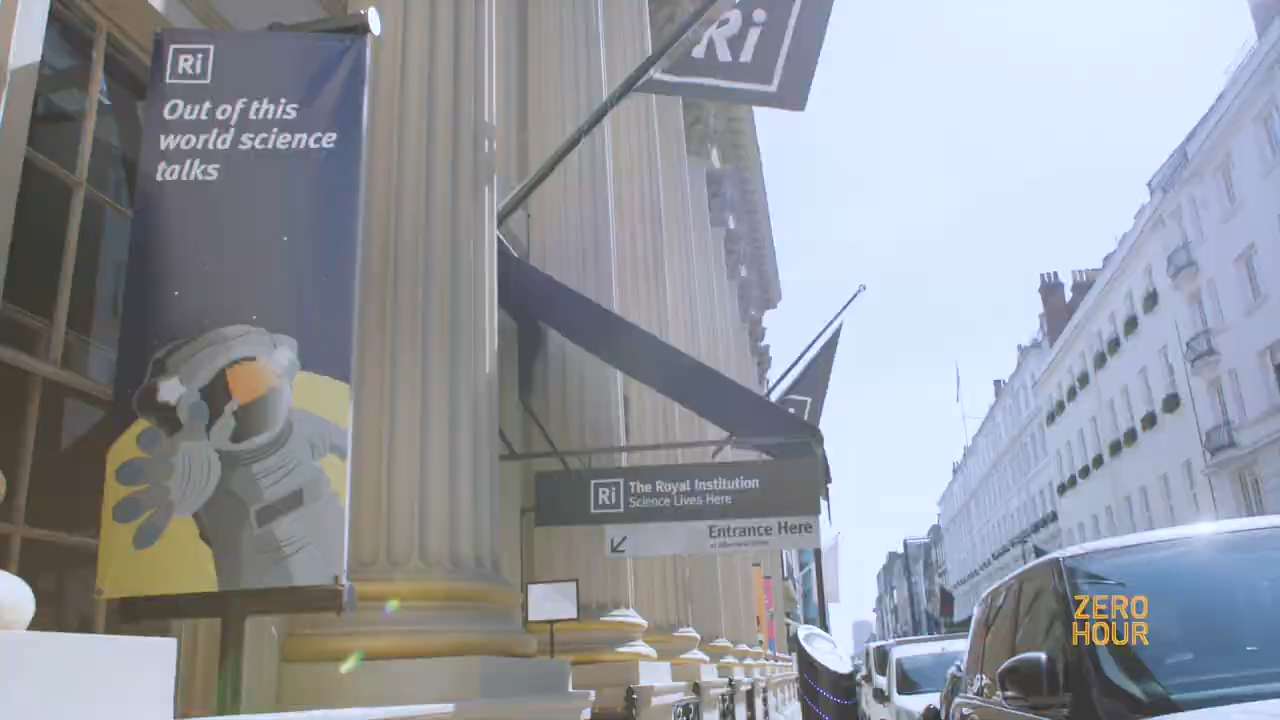 Ri
Out of this
world science
talks
Ri
Ri
The Royal Institution
Science Lives Here
Entrance Here
ZERO
HOUR